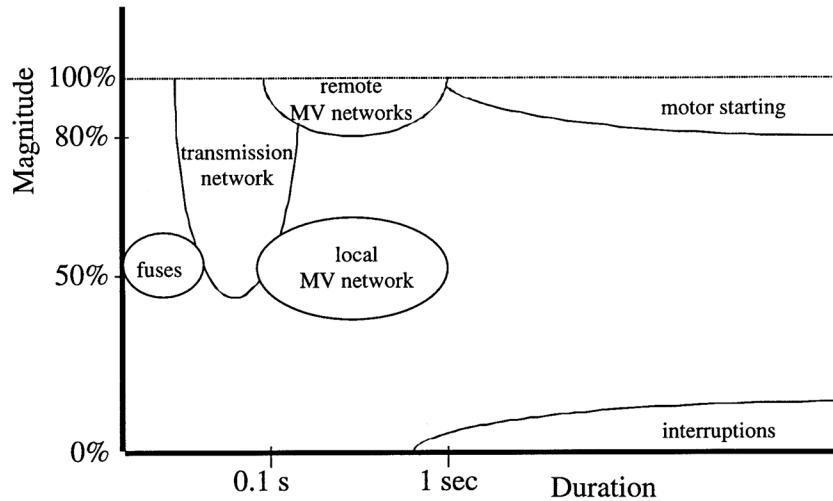 Magnitude
100%
80%
50%
0%
remote
MV networks
motor starting
transmission
network
fuses
local
MV network
interruptions
0.1 s
1 sec
Duration